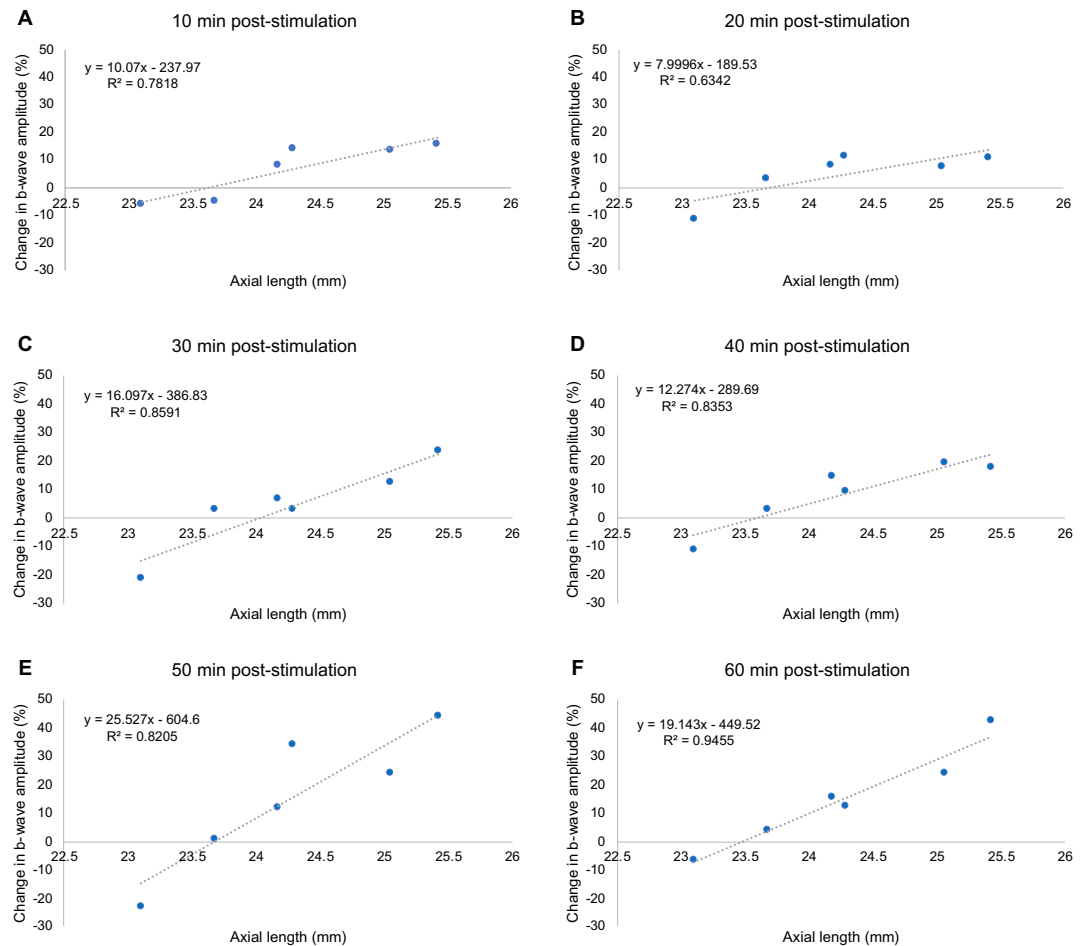 A
10 min post-stimulation
Change in b-wave amplitude (%)
50
40
30
20
10
0
-10
-20
-30
y = 10.07x - 237.97
R² = 0.7818
22.5 23 23.5 24 24.5 25 25.5 26
Axial length (mm)
B
20 min post-stimulation
Change in b-wave amplitude (%)
50
40
30
20
10
0
-10
-20
-30
y = 7.9996x - 189.53
R² = 0.6342
22.5 23 23.5 24 24.5 25 25.5 26
Axial length (mm)
C
30 min post-stimulation
Change in b-wave amplitude (%)
50
40
30
20
10
0
-10
-20
-30
y = 16.097x - 386.83
R² = 0.8591
22.5 23 23.5 24 24.5 25 25.5 26
Axial length (mm)
D
40 min post-stimulation
Change in b-wave amplitude (%)
50
40
30
20
10
0
-10
-20
-30
y = 12.274x - 289.69
R² = 0.8353
22.5 23 23.5 24 24.5 25 25.5 26
Axial length (mm)
E
50 min post-stimulation
Change in b-wave amplitude (%)
50
40
30
20
10
0
-10
-20
-30
y = 25.527x - 604.6
R² = 0.8205
22.5 23 23.5 24 24.5 25 25.5 26
Axial length (mm)
F
60 min post-stimulation
Change in b-wave amplitude (%)
50
40
30
20
10
0
-10
-20
-30
y = 19.143x - 449.52
R² = 0.9455
22.5 23 23.5 24 24.5 25 25.5 26
Axial length (mm)